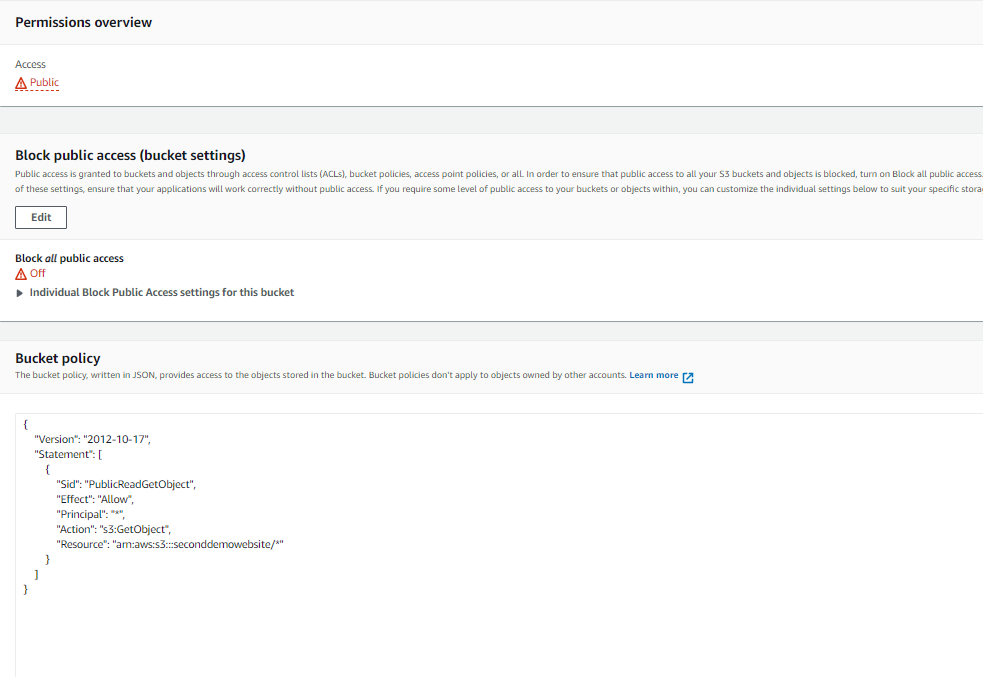 Permissions overview
Access
Public
Block public access (bucket settings)
Public access is granted to buckets and objects through access control lists (ACLs), bucket policies, access point policies, or all. In order to ensure that public access to all your S3 buckets and objects is blocked, turn on Block all public access.
of these settings, ensure that your applications will work correctly without public access. If you require some level of public access to your buckets or objects within, you can customize the individual settings below to suit your specific
Edit
Block all public access
Off
Individual Block Public Access settings for this bucket
Bucket policy
The bucket policy, written in JSON, provides access to the objects stored in the bucket. Bucket policies don't apply to objects owned by other accounts. Learn more
{
"Version": "2012-10-17",
"Statement": [
{
"Sid": "PublicReadGetObject",
"Effect": "Allow",
"Principal": "*",
"Action": "s3:GetObject",
"Resource": "arn:aws:s3:::seconddemowebsite/*"
}
]
}